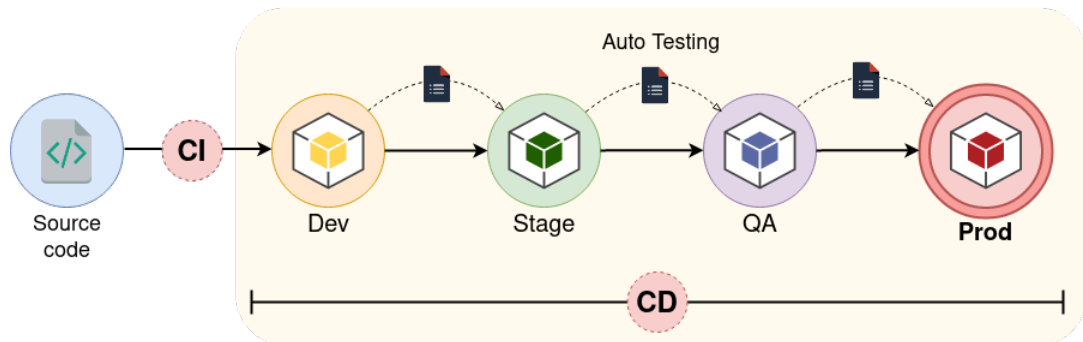 Auto Testing
</>
CI
Source
code
Dev
Stage
QA
Prod
CD